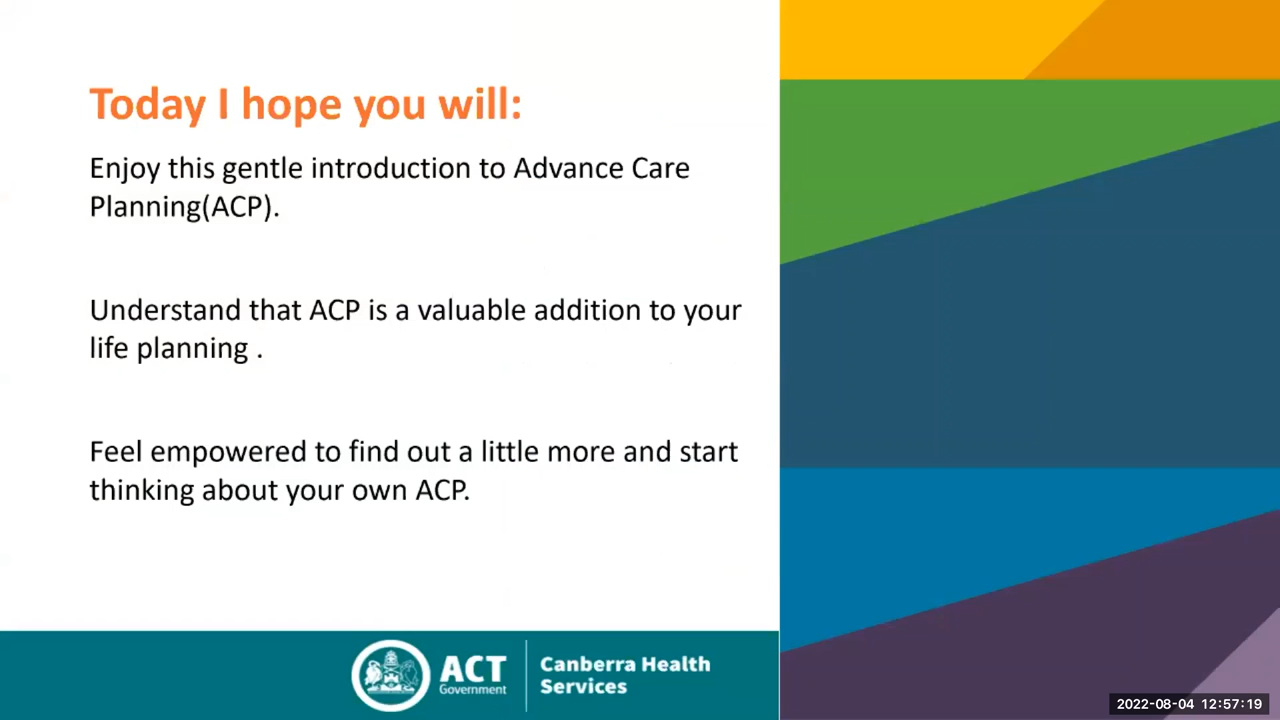 Today I hope you will:
Enjoy this gentle introduction to Advance Care
Planning(ACP).
Understand that ACP is a valuable addition to your
life planning .
Feel empowered to find out a little more and start
thinking about your own ACP.
ACT
Government
Canberra Health
Services
2022-08-04 12:57:19